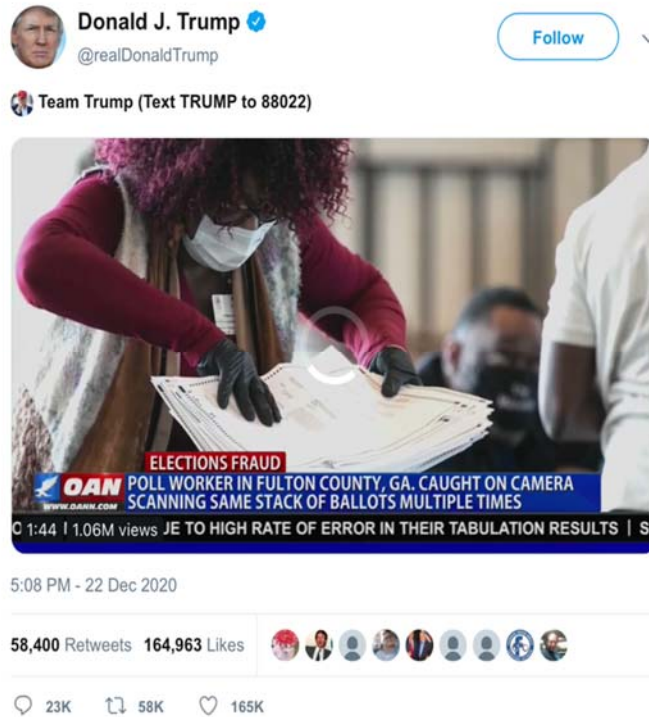 Donald J. Trump
@realDonaldTrump
Follow
Team Trump (Text TRUMP to 88022)
ELECTIONS FRAUD
OAN
WWW.OANN.COM
POLL WORKER IN FULTON COUNTY, GA. CAUGHT ON CAMERA
SCANNING SAME STACK OF BALLOTS MULTIPLE TIMES
1:44 | 1.06M views JE TO HIGH RATE OF ERROR IN THEIR TABULATION RESULTS | S
5:08 PM - 22 Dec 2020
58,400 Retweets 164,963 Likes
23K 58K 165K